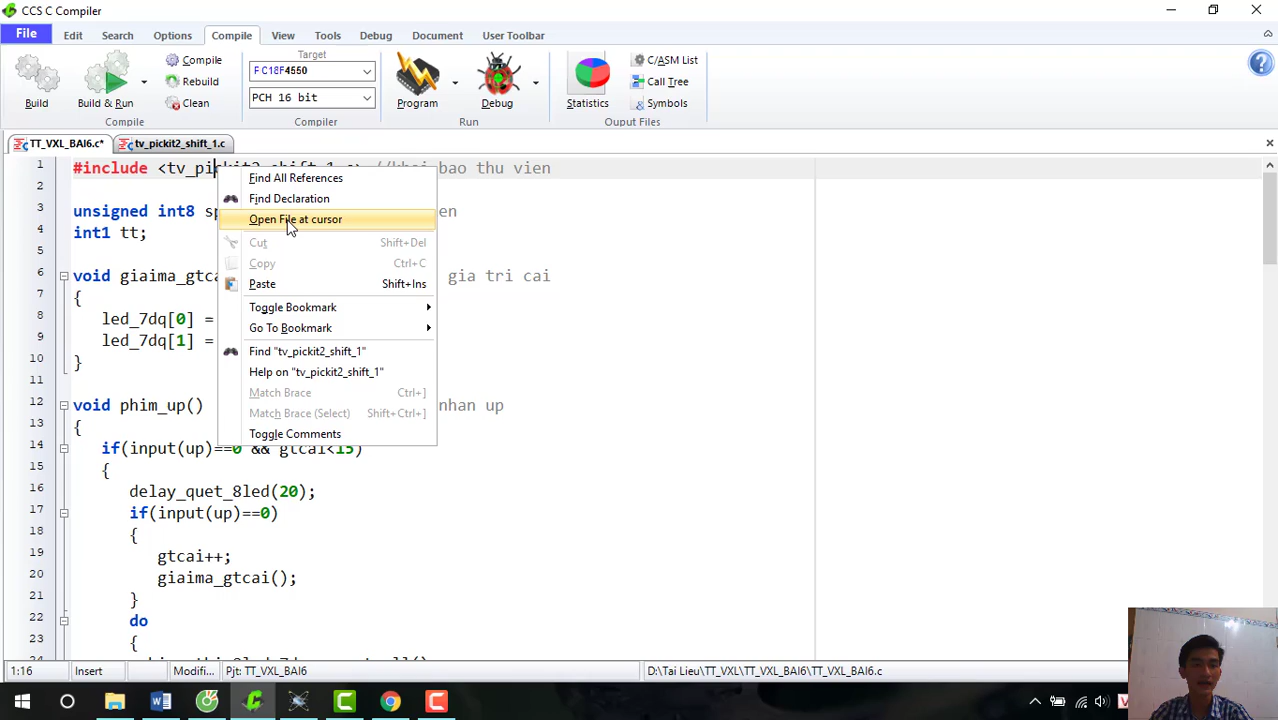 CCS C Compiler
File Edit Search Options Compile View Tools Debug Document User Toolbar
Build
Build & Run
Compile
Rebuild
Clean
Compile
Target
18F4550
PCH 16 bit
Compiler
Program
Debug
Run
Statistics
C/ASM List
Call Tree
Symbols
Ouput Files
TT_VXL_BAI6.c*
tv_pickit2_shift_1.c
1 #include <tv_pickit2_shift_1.c> //khai bao thu vien
2
3 unsigned int8 sp en
4 int1 tt;
5
6 void giaima_gtca gia tri cai
7 {
8 led_7dq[0] =
9 led_7dq[1] =
10 }
11
12 void phim_up() nhan up
13 {
14 if(input(up)==0 && gtcai<15)
15 {
16 delay_quet_8led(20);
17 if(input(up)==0)
18 {
19 gtcai++;
20 giaima_gtcai();
21 }
22 do
23 {
24
Find All References
Find Declaration
Open File at cursor
Cut Shift+Del
Copy Ctrl+C
Paste Shift+Ins
Toggle Bookmark
Go To Bookmark
Find "tv_pickit2_shift_1"
Help on "tv_pickit2_shift_1"
Match Brace Ctrl+]
Match Brace (Select) Shift+Ctrl+]
Toggle Comments
1:16 Insert Modifi... Pjt: TT_VXL_BAI6 D:\Tai Lieu\TT_VXL\TT_VXL_BAI6\TT_VXL_BAI6.c